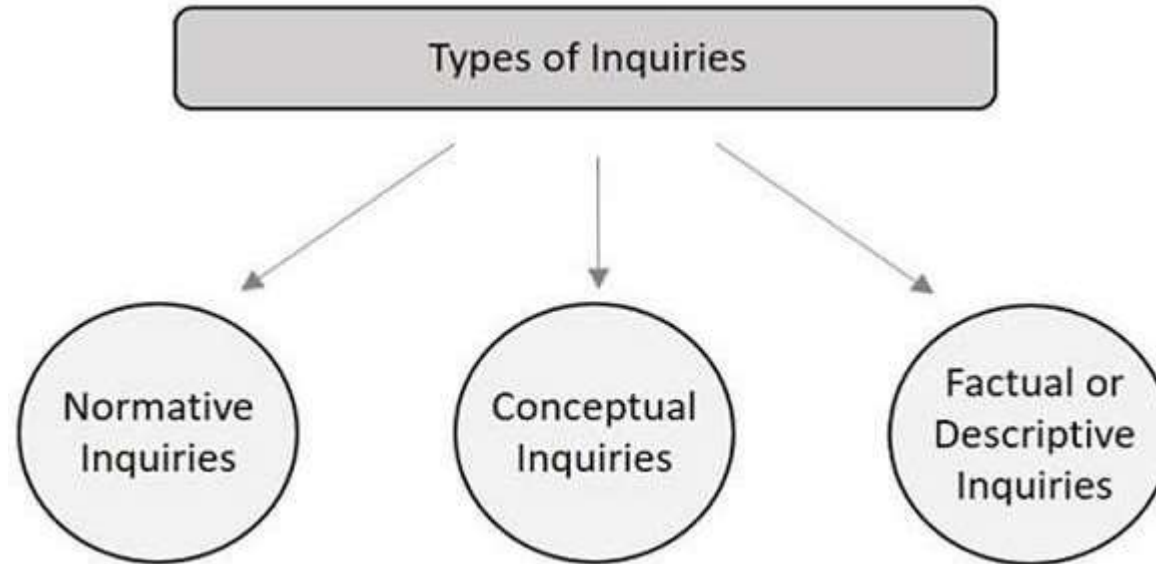 Types of Inquiries
Normative
Inquiries
Conceptual
Inquiries
Factual or
Descriptive
Inquiries